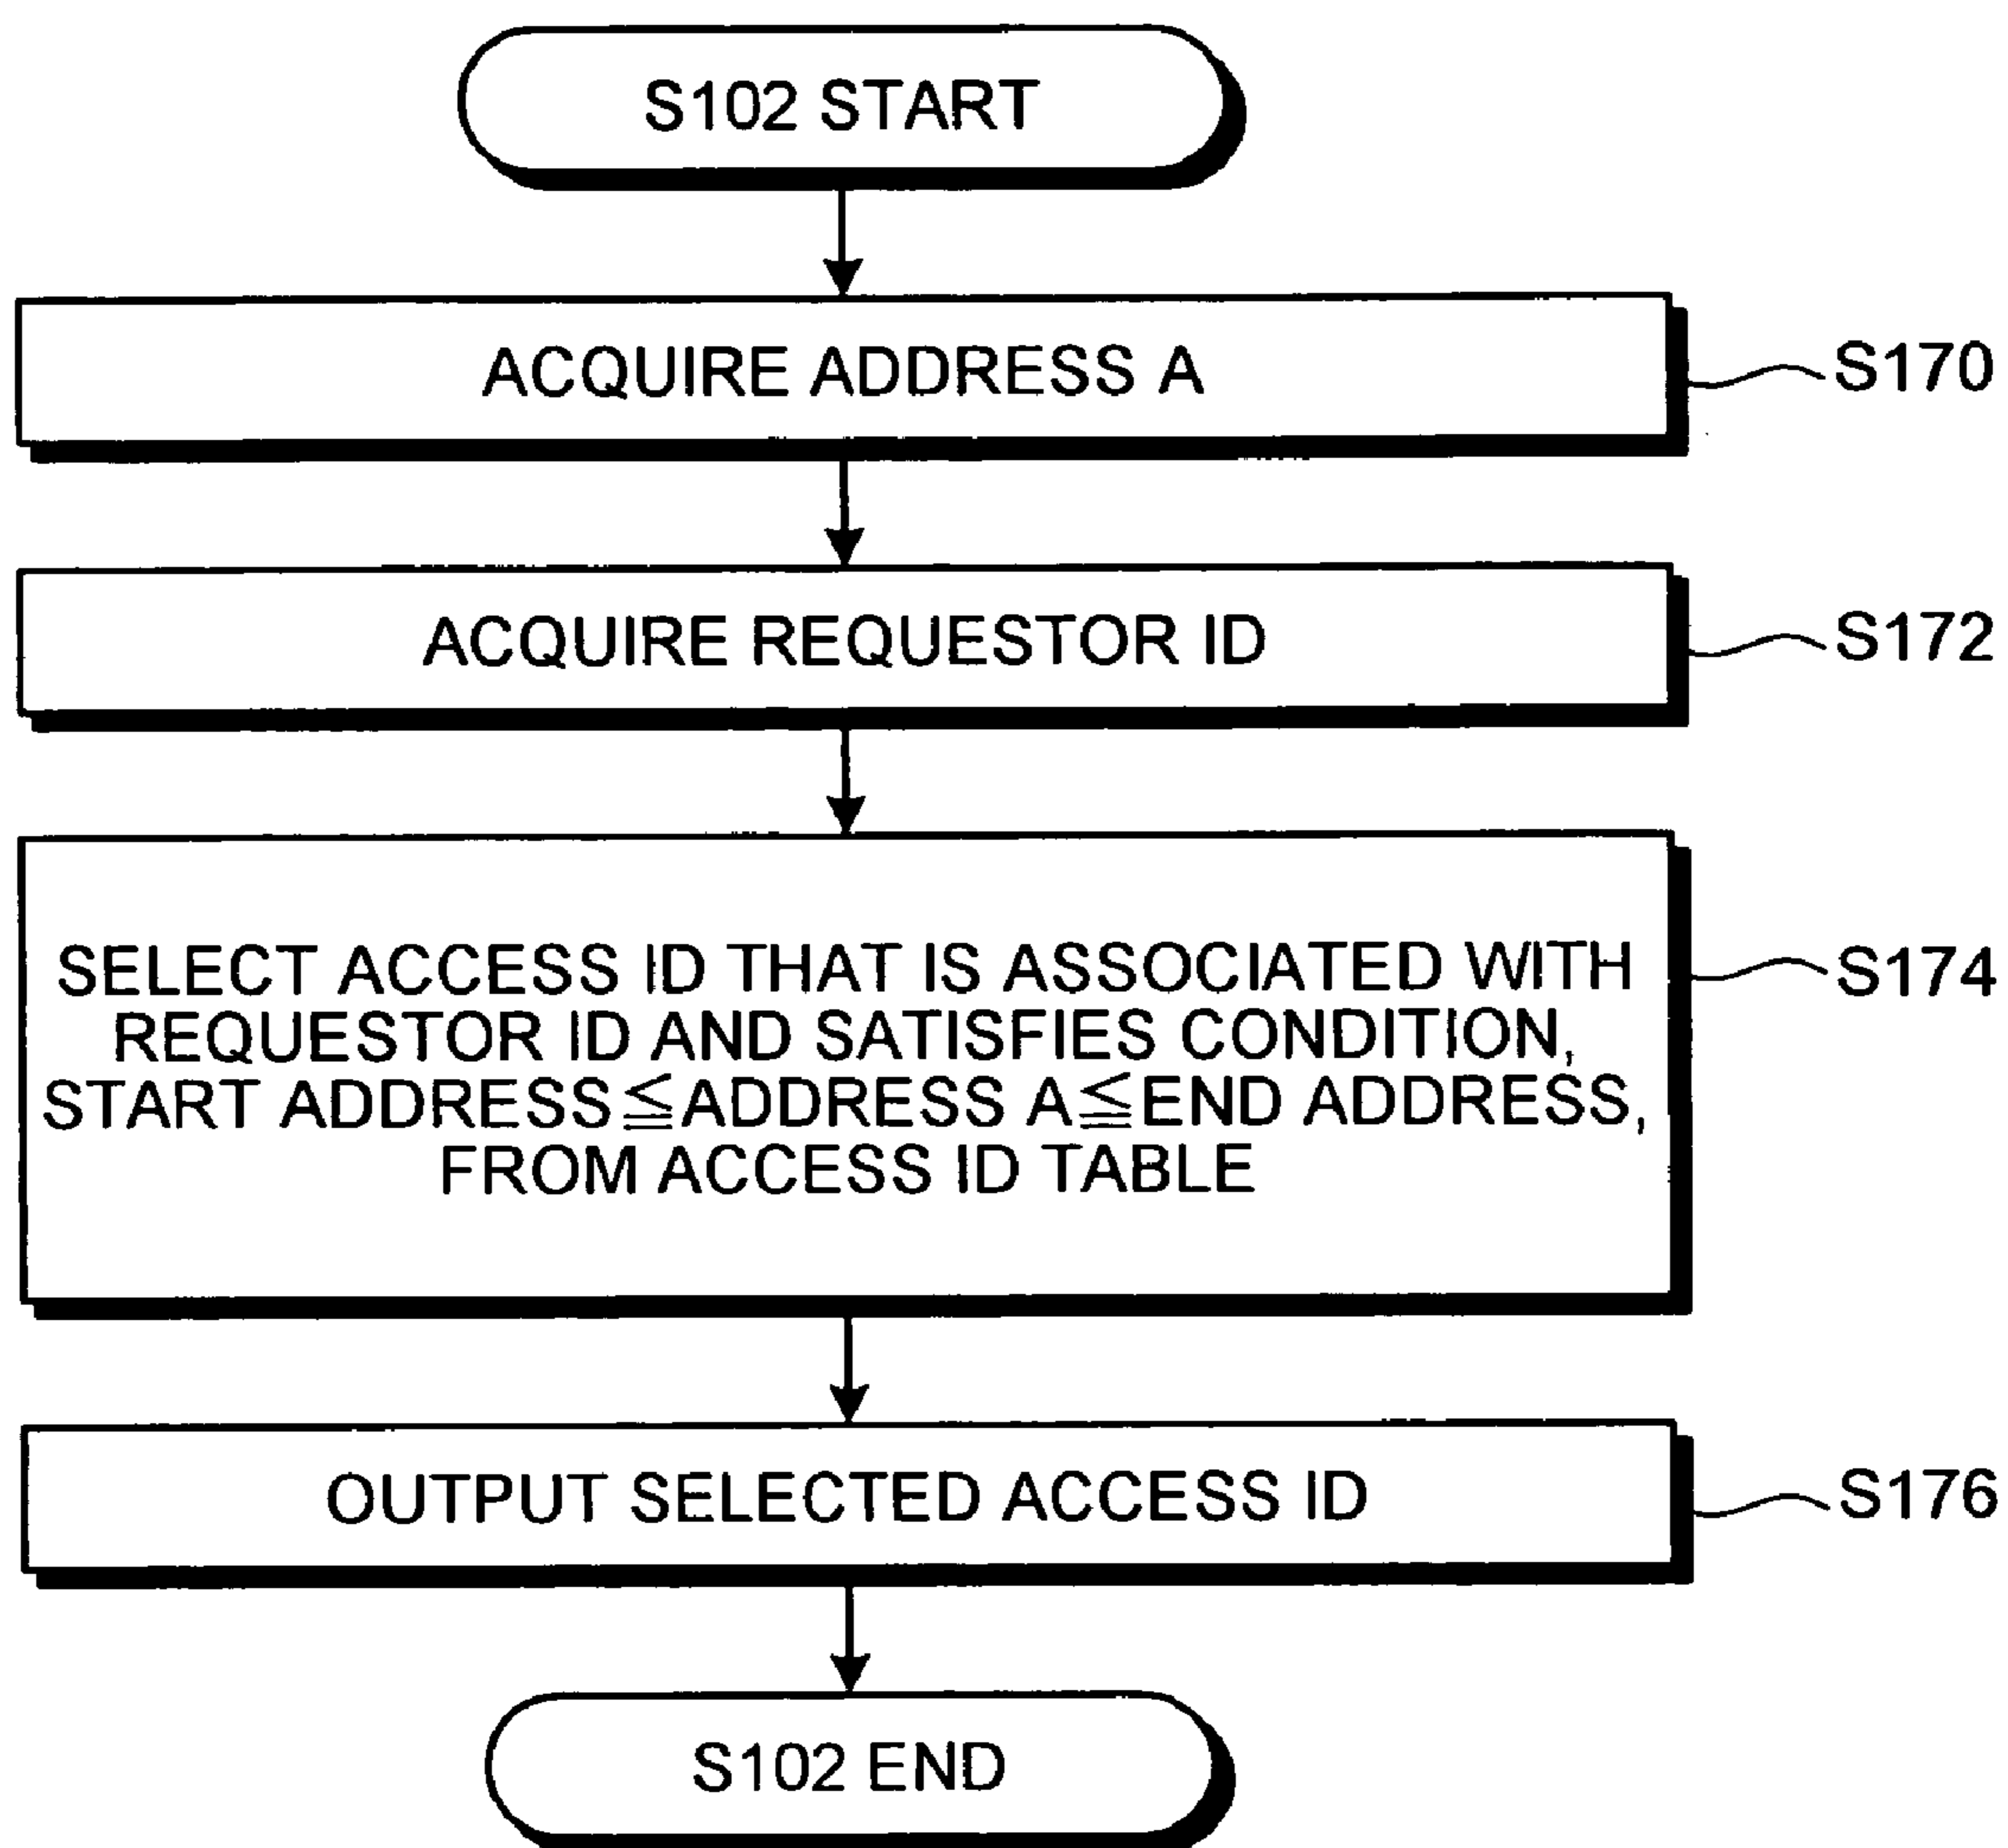 S102 START
ACQUIRE ADDRESS A
S170
ACQUIRE REQUESTOR ID
S172
SELECT ACCESS ID THAT IS ASSOCIATED WITH
REQUESTOR ID AND SATISFIES CONDITION,
START ADDRESS≦ADDRESS A≦END ADDRESS,
FROM ACCESS ID TABLE
S174
OUTPUT SELECTED ACCESS ID
S176
S102 END